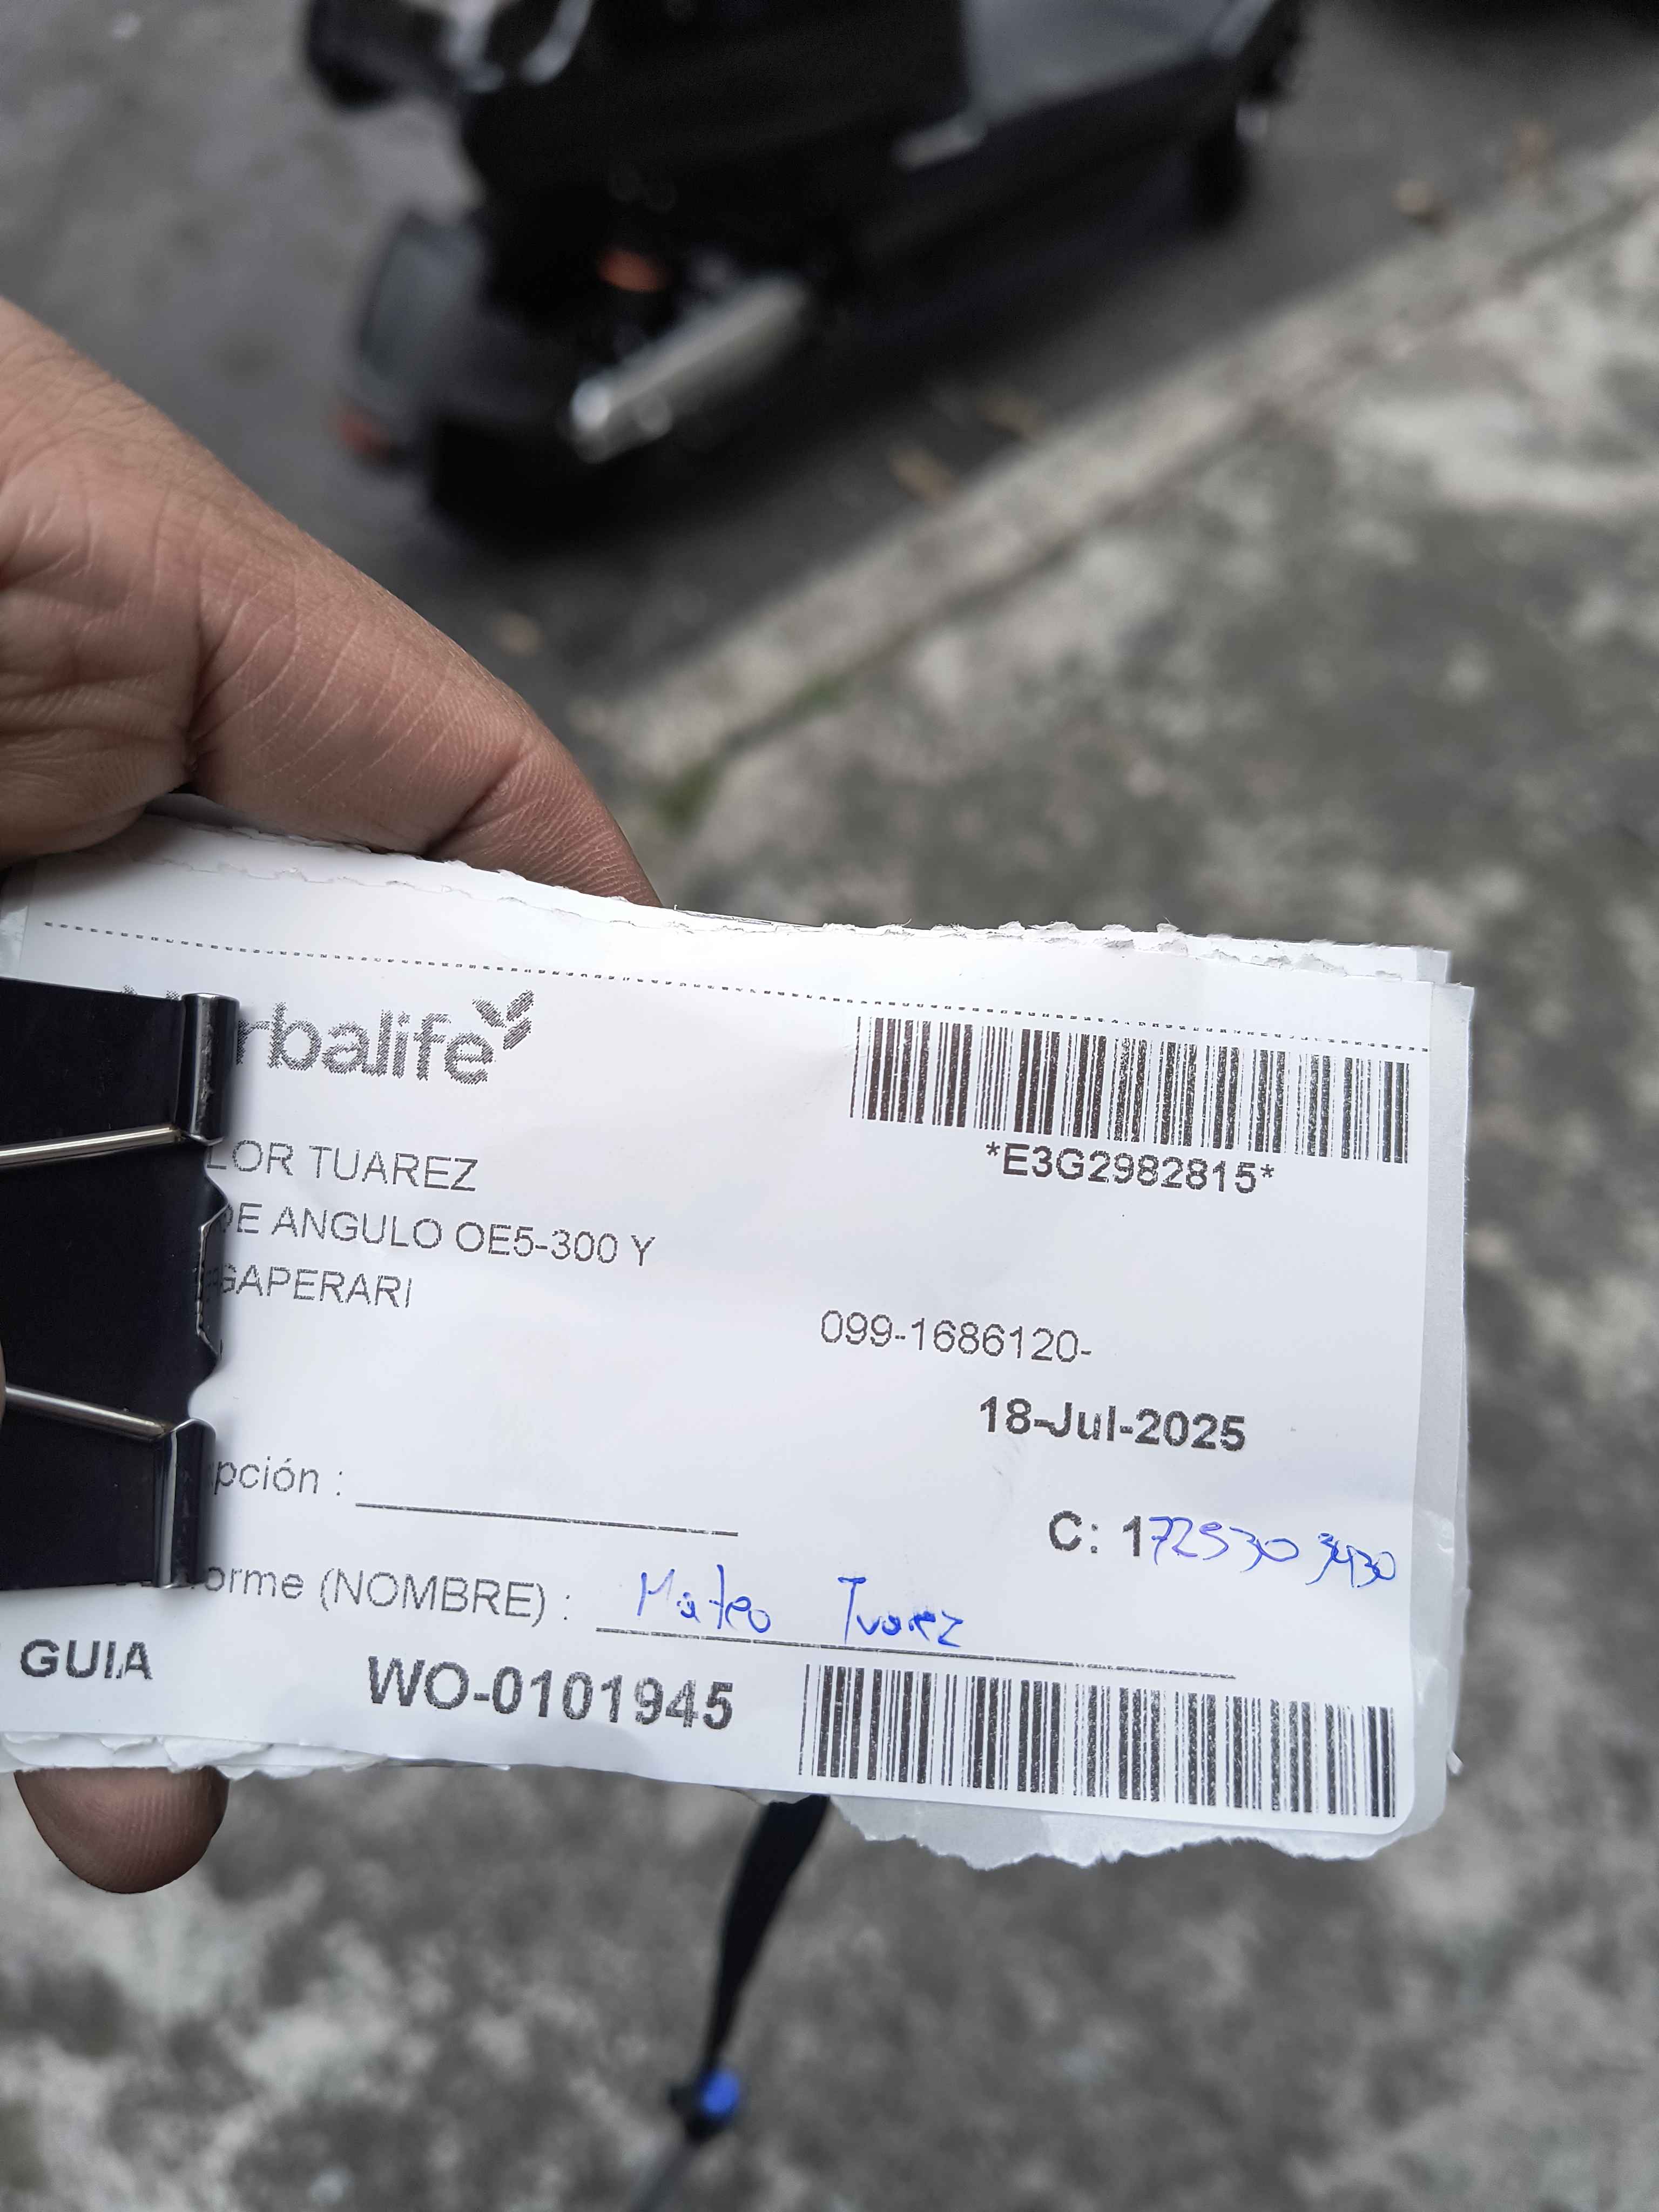 rbalife
*E3G2982815*
LOR TUAREZ
DE ANGULO OE5-300 Y
GAPERARI
099-1686120-
18-Jul-2025
pción :
C: 1725303430
orme (NOMBRE) : Mateo Tuarez
GUIA WO-0101945